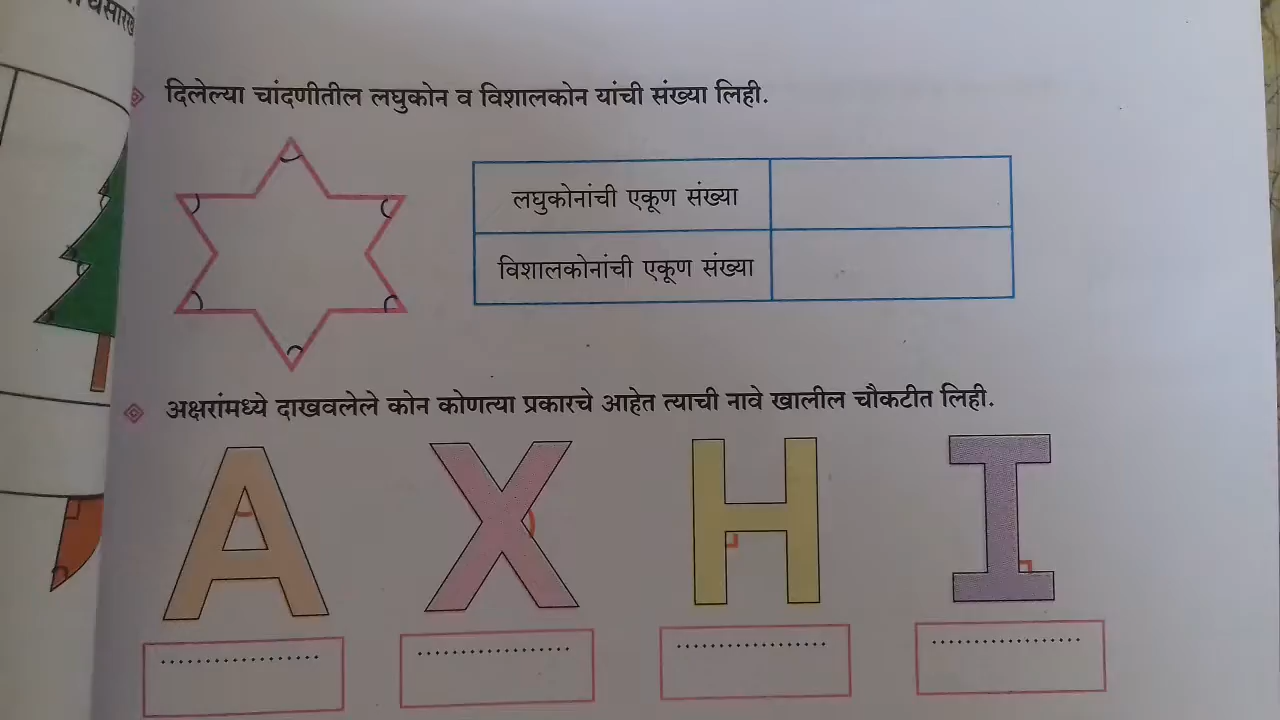 दिलेल्या चांदणीतील लघुकोन व विशालकोन यांची संख्या लिही.
लघुकोनांची एकूण संख्या
विशालकोनांची एकूण संख्या
अक्षरांमध्ये दाखवलेले कोन कोणत्या प्रकारचे आहेत त्याची नावे खालील चौकटीत लिही.
A X H I